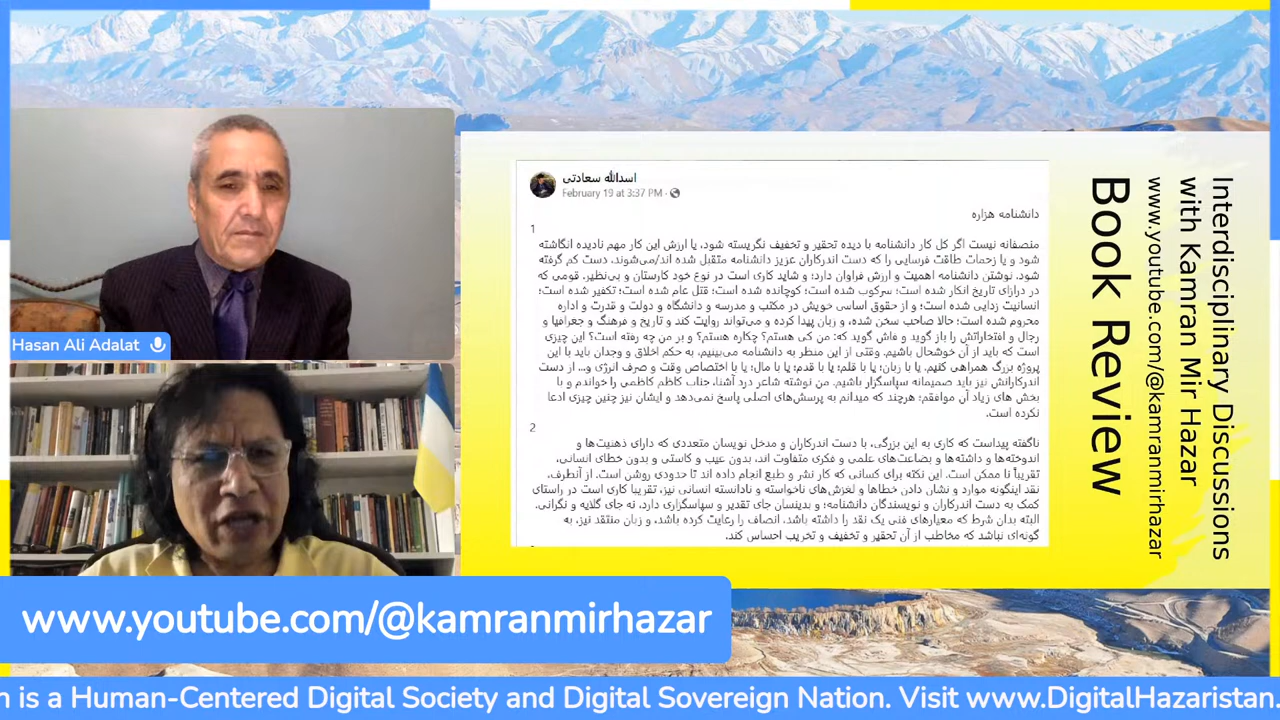 Hasan Ali Adalat
اسدالله سعادتی
February 19 at 3:37 PM
دانشنامه هزاره
1
منصفانه نیست اگر کل کار دانشنامه با دیده تحقیر و تخفیف نگریسته شود، یا ارزش این کار مهم نادیده انگاشته
شود و یا زحمات طاقت فرسایی را که دست اندرکاران عزیز دانشنامه متقبل شده اند/می‌شوند، دست کم گرفته
شود. نوشتن دانشنامه اهمیت و ارزش فراوان دارد؛ و شاید کاری است در نوع خود کارستان و بی‌نظیر. قومی که
در درازای تاریخ انکار شده است؛ سرکوب شده است؛ کوچانده شده است؛ قتل عام شده است؛ تکفیر شده است؛
انسانیت زدایی شده است؛ و از حقوق اساسی خویش در مکتب و مدرسه و دانشگاه و دولت و قدرت و اداره
محروم شده است؛ حالا صاحب سخن شده، و زبان پیدا کرده و می‌تواند روایت کند و تاریخ و فرهنگ و جغرافیا و
رجال و افتخاراتش را باز گوید و فاش گوید که: من کی هستم؟ چکاره هستم؟ و بر من چه رفته است؟ این چیزی
است که باید از آن خوشحال باشیم. وقتی از این منظر به دانشنامه می‌بینیم، به حکم اخلاق و وجدان باید با این
پروژه بزرگ همراهی کنیم. یا با زبان؛ یا با قلم؛ یا با قدم؛ یا با مال؛ یا با اختصاص وقت و صرف انرژی و... از دست
اندرکارانش نیز باید صمیمانه سپاسگزار باشیم. من نوشته شاعر درد آشنا، جناب کاظم کاظمی را خواندم و با
بخش های زیاد آن موافقم؛ هرچند که میدانم به پرسش‌های اصلی پاسخ نمی‌دهد و ایشان نیز چنین چیزی ادعا
نکرده است.
2
ناگفته پیداست که کاری به این بزرگی، با دست اندرکاران و مدخل نویسان متعددی که دارای ذهنیت‌ها و
اندوخته‌ها و داشته‌ها و بضاعت‌های علمی و فکری متفاوت اند، بدون عیب و کاستی و بدون خطای انسانی،
تقریباً نا ممکن است. این نکته برای کسانی که کار نشر و طبع انجام داده اند تا حدودی روشن است. از آنطرف،
نقد اینگونه موارد و نشان دادن خطاها و لغزش‌های ناخواسته و نادانسته انسانی نیز، تقریبا کاری است در راستای
کمک به دست اندرکاران و نویسندگان دانشنامه؛ و بدینسان جای تقدیر و سپاسگزاری دارد، نه جای گلایه و نگرانی.
البته بدان شرط که معیارهای فنی یک نقد را داشته باشد، انصاف را رعایت کرده باشد، و زبان منتقد نیز، به
گونه‌ای نباشد که مخاطب از آن تحقیر و تخفیف و تخریب احساس کند.
Interdisciplinary Discussions
with Kamran Mir Hazar
www.youtube.com/@kamranmirhazar
Book Review
www.youtube.com/@kamranmirhazar
n is a Human-Centered Digital Society and Digital Sovereign Nation. Visit www.DigitalHazaristan.